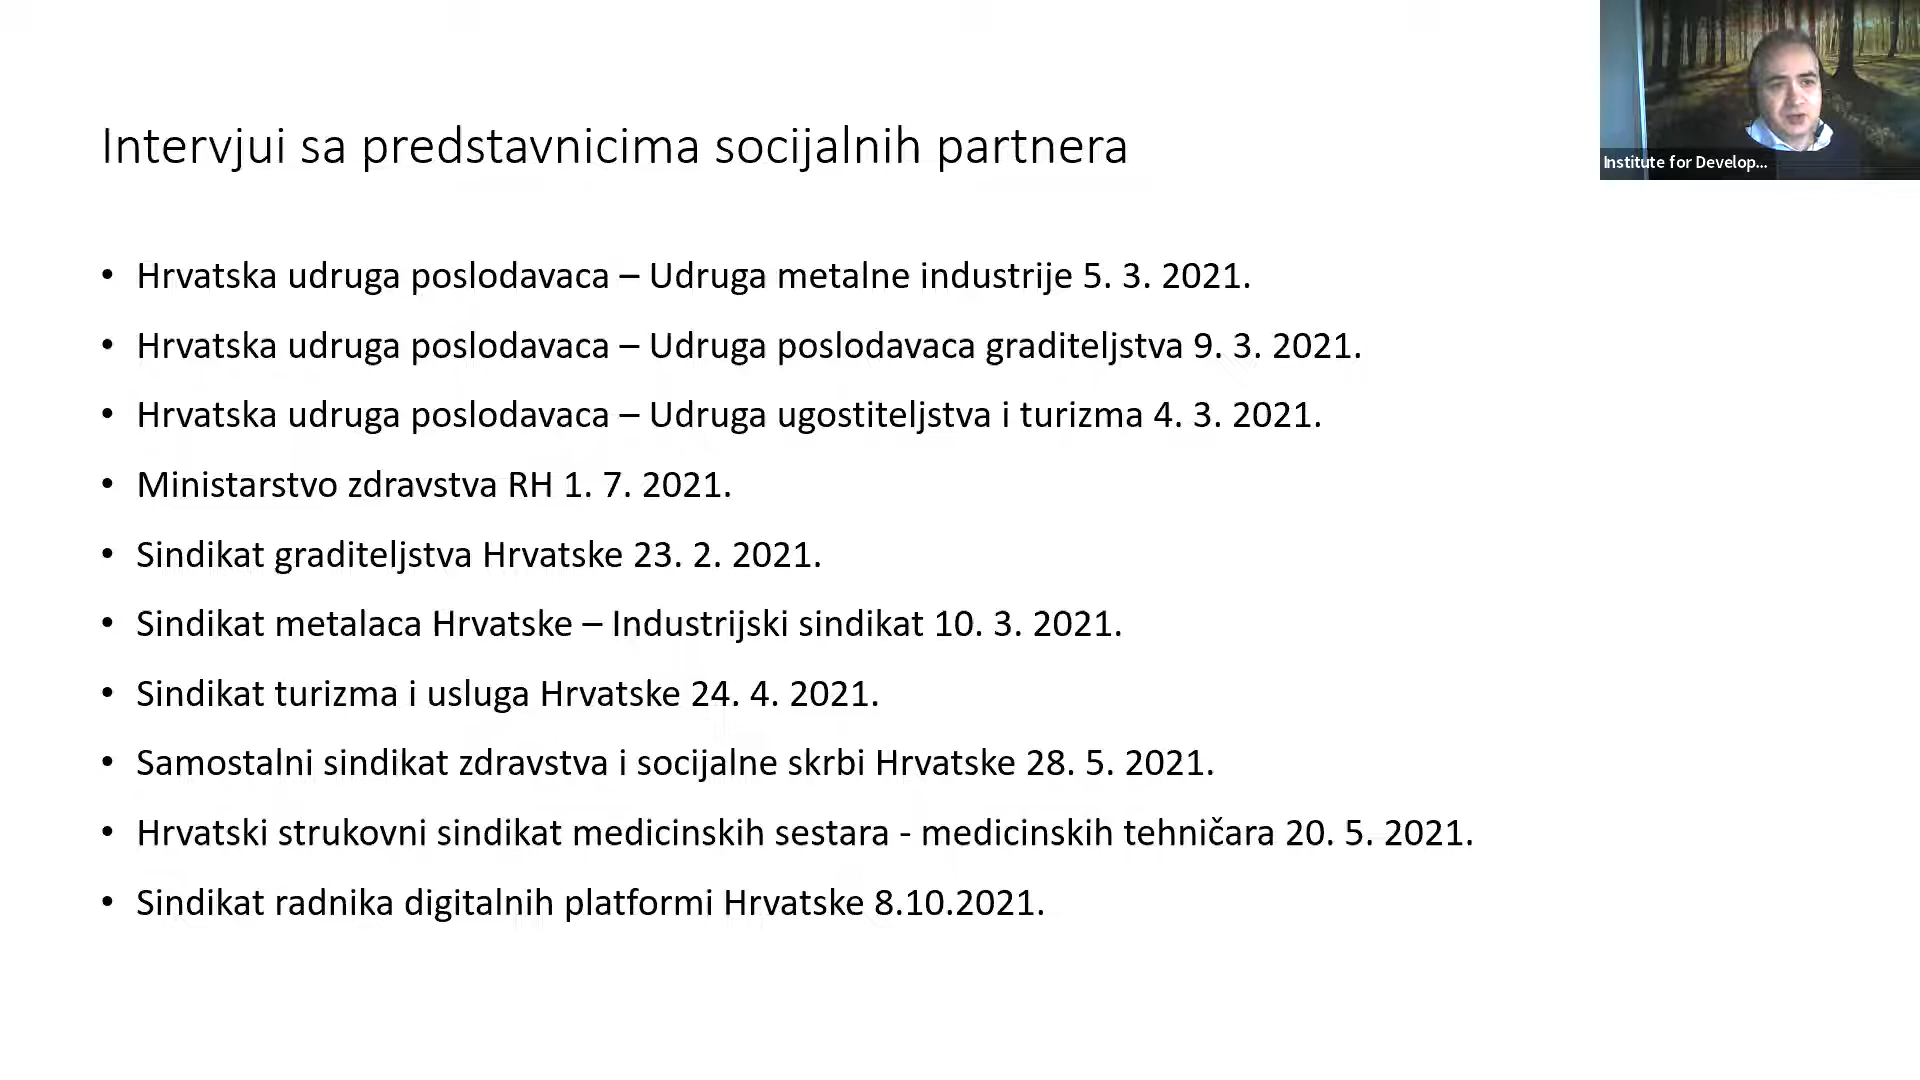 Institute for Develop...
Intervjui sa predstavnicima socijalnih partnera
• Hrvatska udruga poslodavaca – Udruga metalne industrije 5. 3. 2021.
• Hrvatska udruga poslodavaca – Udruga poslodavaca graditeljstva 9. 3. 2021.
• Hrvatska udruga poslodavaca – Udruga ugostiteljstva i turizma 4. 3. 2021.
• Ministarstvo zdravstva RH 1. 7. 2021.
• Sindikat graditeljstva Hrvatske 23. 2. 2021.
• Sindikat metalaca Hrvatske – Industrijski sindikat 10. 3. 2021.
• Sindikat turizma i usluga Hrvatske 24. 4. 2021.
• Samostalni sindikat zdravstva i socijalne skrbi Hrvatske 28. 5. 2021.
• Hrvatski strukovni sindikat medicinskih sestara - medicinskih tehničara 20. 5. 2021.
• Sindikat radnika digitalnih platformi Hrvatske 8.10.2021.